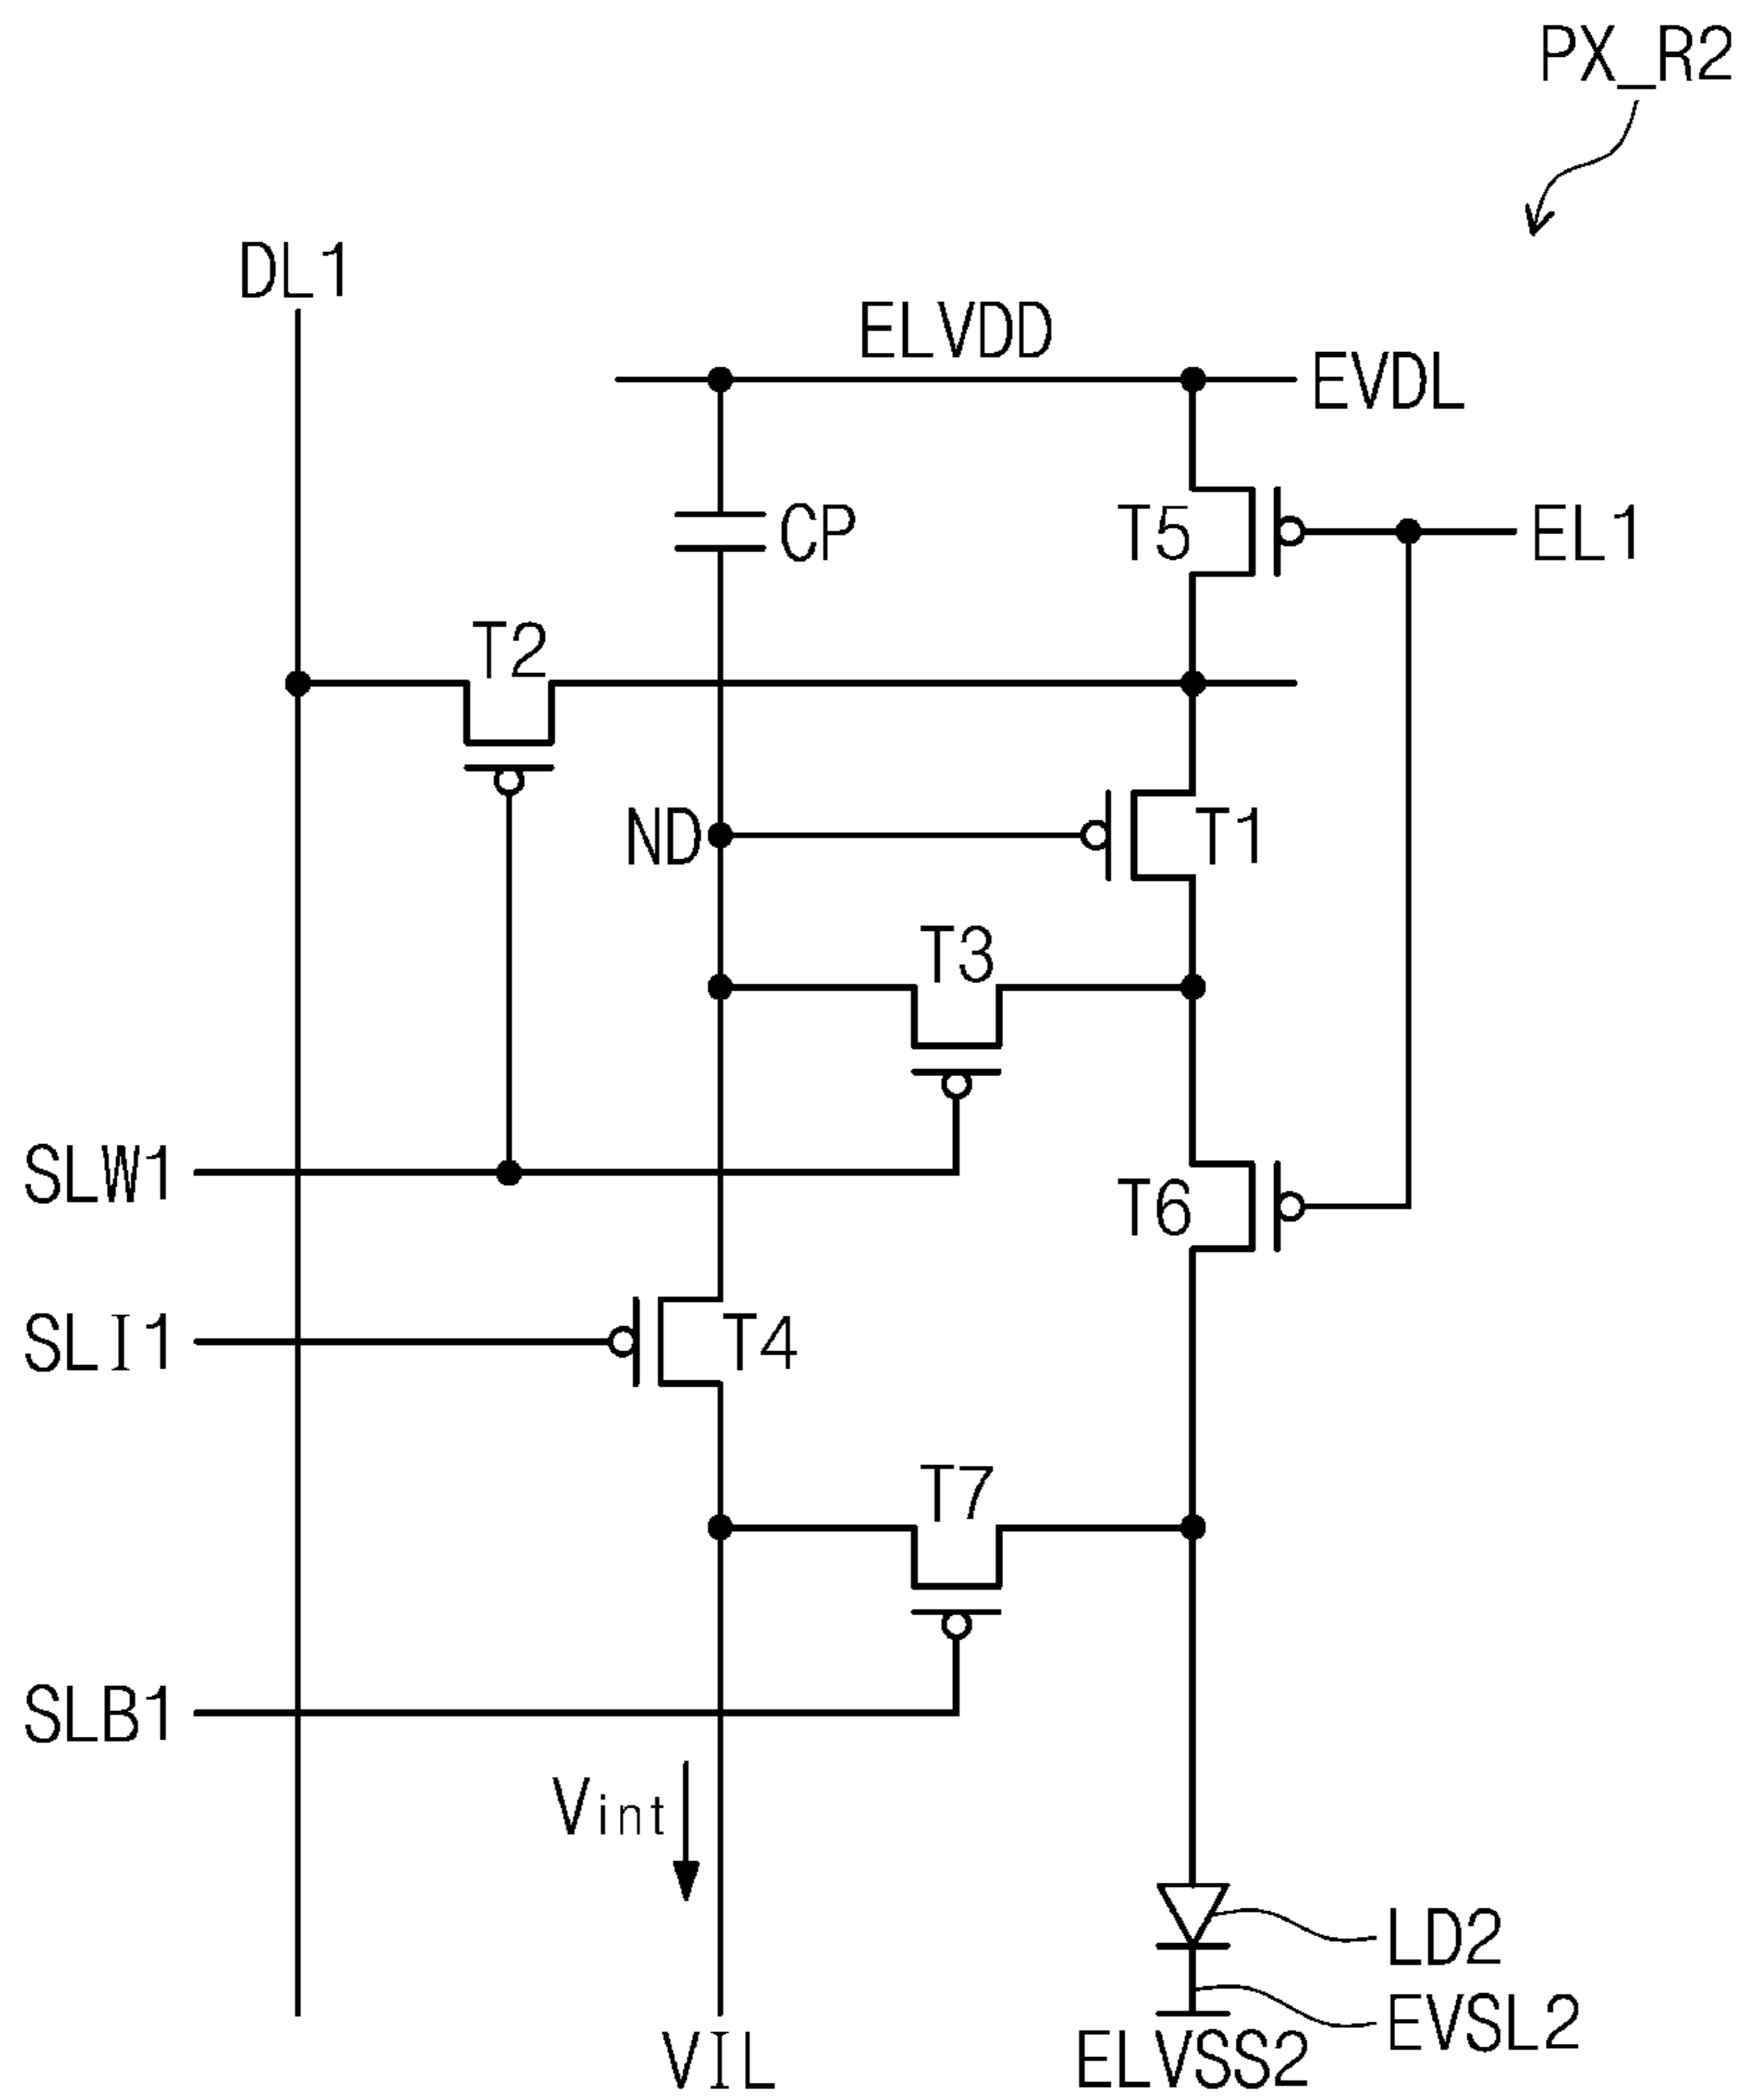 PX_R2
DL1
ELVDD
EVDL
CP
T5
EL1
T2
ND
T1
T3
SLW1
T6
SLI1
T4
T7
SLB1
Vint
LD2
EVSL2
VIL
ELVSS2